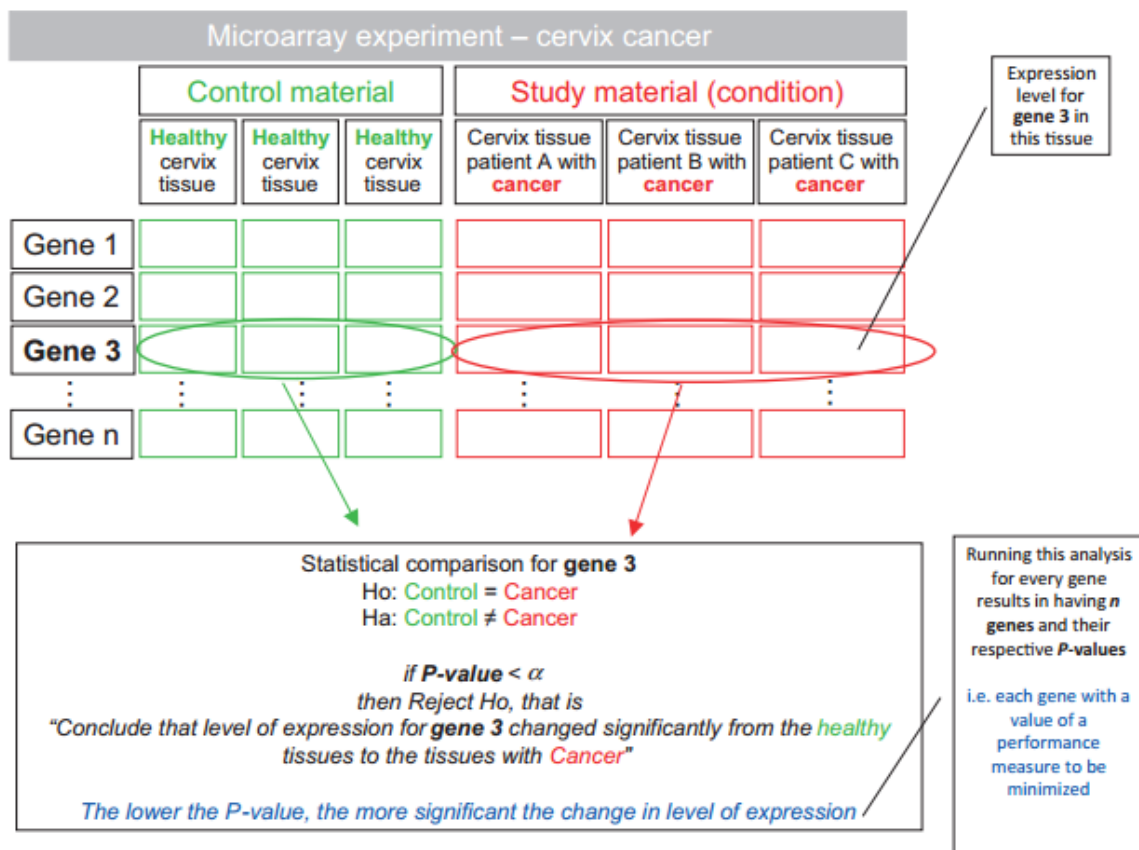 Microarray experiment – cervix cancer
Control material
Study material (condition)
Healthy
cervix
tissue
Healthy
cervix
tissue
Healthy
cervix
tissue
Cervix tissue
patient A with
cancer
Cervix tissue
patient B with
cancer
Cervix tissue
patient C with
cancer
Expression
level for
gene 3 in
this tissue
Gene 1
Gene 2
Gene 3
Gene n
Statistical comparison for gene 3
Ho: Control = Cancer
Ha: Control ≠ Cancer
if P-value < α
then Reject Ho, that is
“Conclude that level of expression for gene 3 changed significantly from the healthy
tissues to the tissues with Cancer”
The lower the P-value, the more significant the change in level of expression
Running this analysis
for every gene
results in having n
genes and their
respective P-values
i.e. each gene with a
value of a
performance
measure to be
minimized